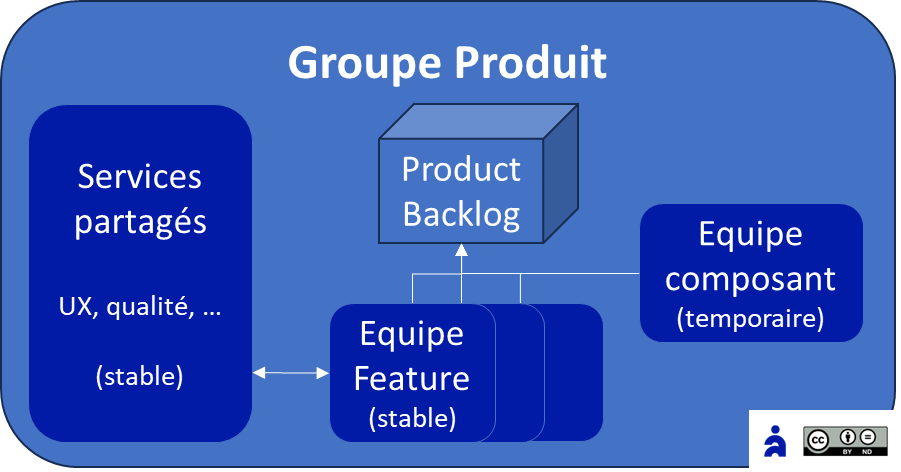 Groupe Produit
Services
partagés
UX, qualité, ...
(stable)
Product
Backlog
Equipe
composant
(temporaire)
Equipe
Feature
(stable)
cc
BY ND